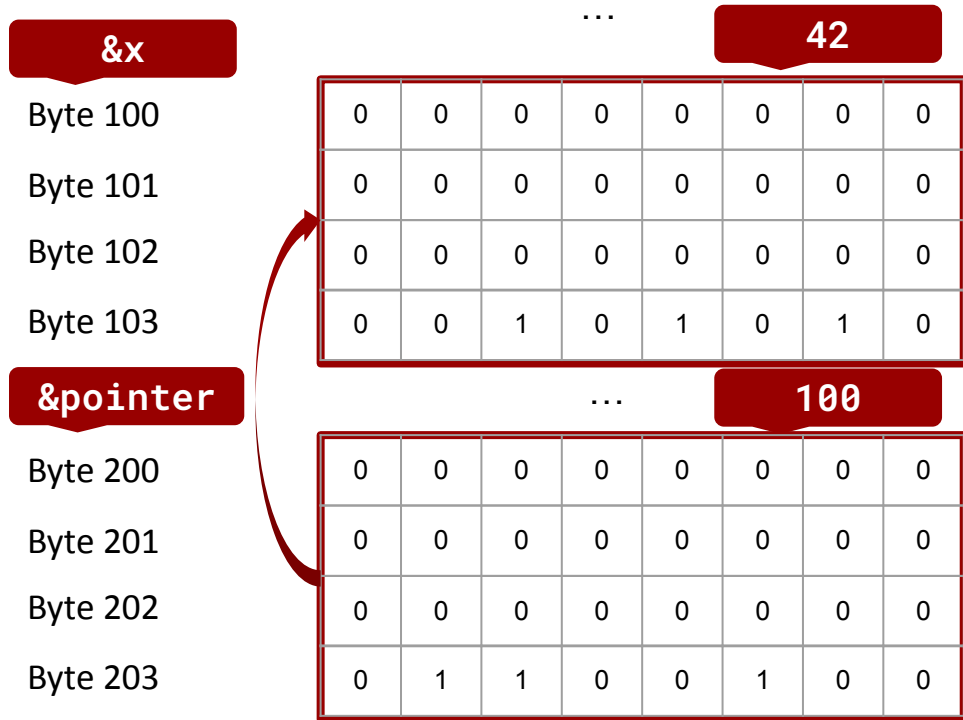 ...
&x 42
Byte 100 0 0 0 0 0 0 0 0
Byte 101 0 0 0 0 0 0 0 0
Byte 102 0 0 0 0 0 0 0 0
Byte 103 0 0 1 0 1 0 1 0
&pointer ... 100
Byte 200 0 0 0 0 0 0 0 0
Byte 201 0 0 0 0 0 0 0 0
Byte 202 0 0 0 0 0 0 0 0
Byte 203 0 1 1 0 0 1 0 0